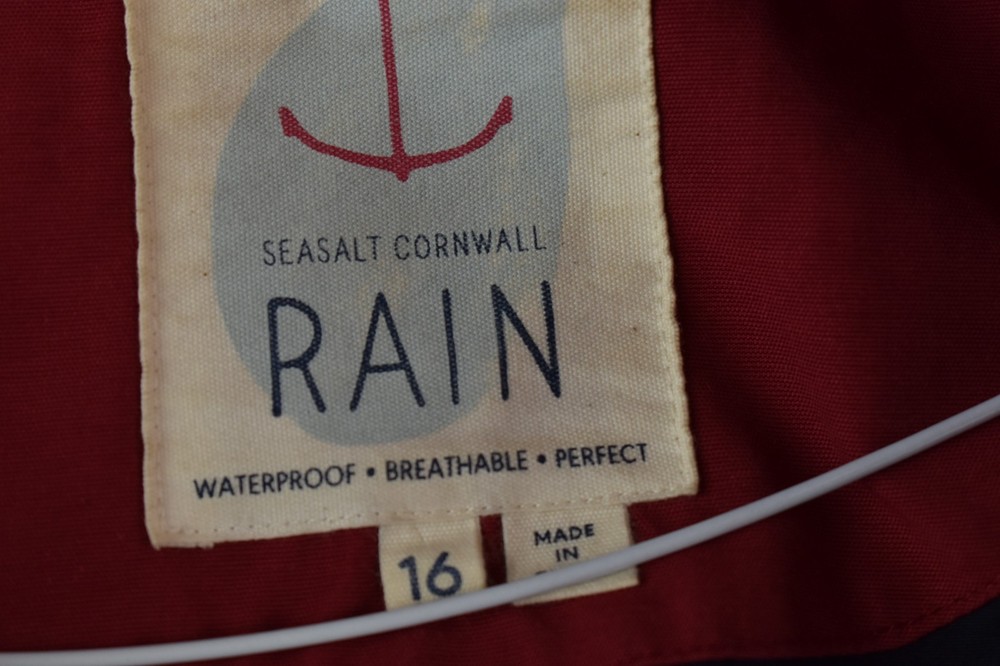 SEASALT CORNWALL
RAIN
WATERPROOF • BREATHABLE • PERFECT
16
MADE
IN